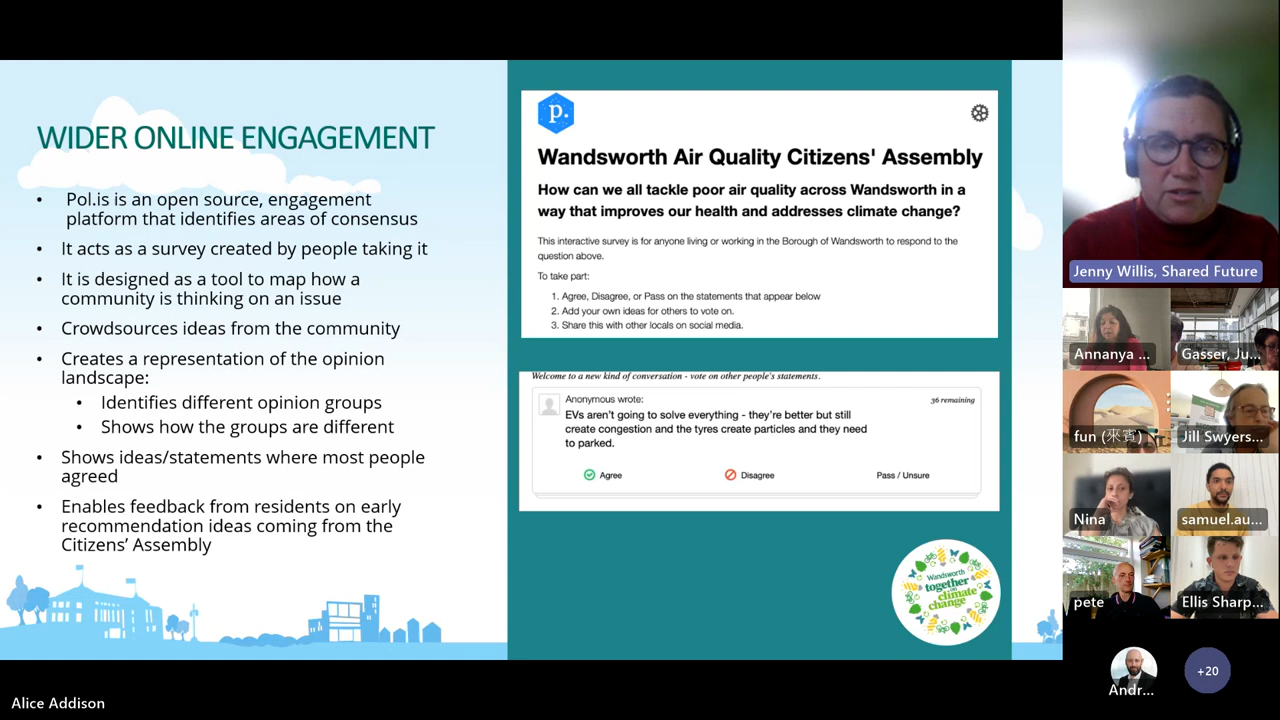 WIDER ONLINE ENGAGEMENT
• Pol.is is an open source, engagement
platform that identifies areas of consensus
• It acts as a survey created by people taking it
• It is designed as a tool to map how a
community is thinking on an issue
• Crowdsources ideas from the community
• Creates a representation of the opinion
landscape:
• Identifies different opinion groups
• Shows how the groups are different
• Shows ideas/statements where most people
agreed
• Enables feedback from residents on early
recommendation ideas coming from the
Citizens’ Assembly
p.
Wandsworth Air Quality Citizens' Assembly
How can we all tackle poor air quality across Wandsworth in a
way that improves our health and addresses climate change?
This interactive survey is for anyone living or working in the Borough of Wandsworth to respond to the
question above.
To take part:
1. Agree, Disagree, or Pass on the statements that appear below
2. Add your own ideas for others to vote on.
3. Share this with other locals on social media.
Welcome to a new kind of conversation - vote on other people's statements.
Anonymous wrote:
36 remaining
EVs aren’t going to solve everything - they’re better but still
create congestion and the tyres create particles and they need
to parked.
Agree
Disagree
Pass / Unsure
Wandsworth
together
on
climate
change
Jenny Willis, Shared Future
Annanya ...
Gasser, Ju...
fun (來賓)
Jill Swyers...
Nina
samuel.au...
pete
Ellis Sharp...
Andr...
+20
Alice Addison